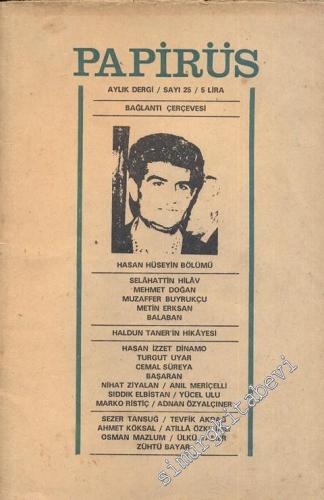 PAPİRÜS
AYLIK DERGİ / SAYI 25 / 5 LİRA
BAĞLANTI ÇERÇEVESİ
HASAN HÜSEYİN BÖLÜMÜ
SELÂHATTİN HİLÂV
MEHMET DOĞAN
MUZAFFER BUYRUKÇU
METİN ERKSAN
BALABAN
HALDUN TANER'İN HİKÂYESİ
HASAN İZZET DİNAMO
TURGUT UYAR
CEMAL SÜREYA
BAŞARAN
NİHAT ZİYALAN / ANIL MERİÇELLİ
SIDDIK ELBİSTAN / YÜCEL ULU
MARKO RİSTİÇ / ADNAN ÖZYALÇINER
SEZER TANSUĞ / TEVFİK
AHMET KÖKSAL / ATİLLÂ
OSMAN MAZLUM / ÜLKÜ
ZÜHTÜ BAYAR
simurgkitabevi.com